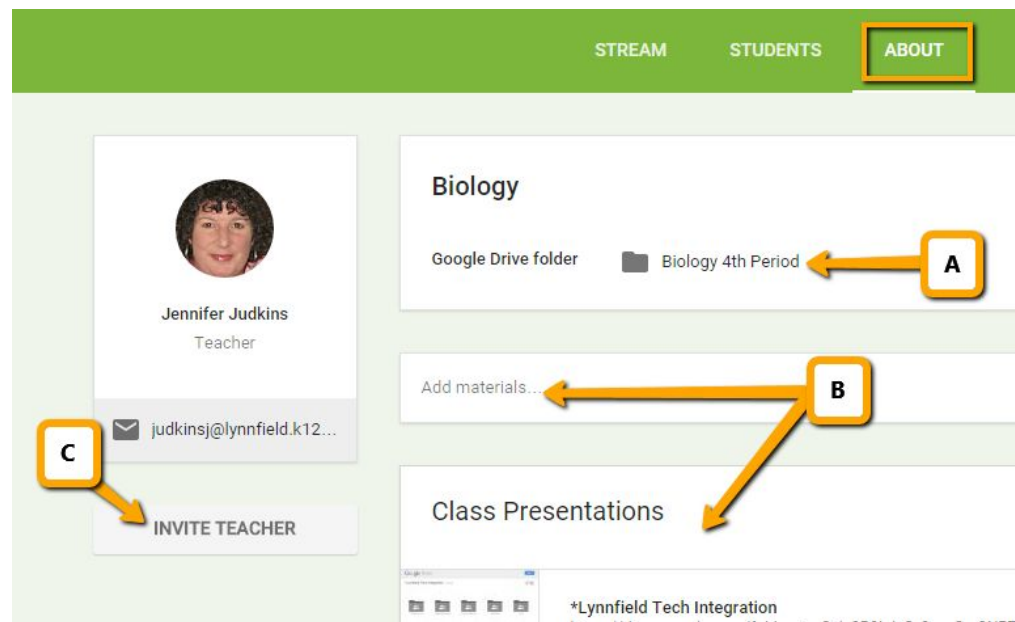 STREAM STUDENTS ABOUT
Biology
Google Drive folder Biology 4th Period
A
Jennifer Judkins
Teacher
Add materials...
B
judkinsj@lynnfield.k12...
C
INVITE TEACHER
Class Presentations
*Lynnfield Tech Integration